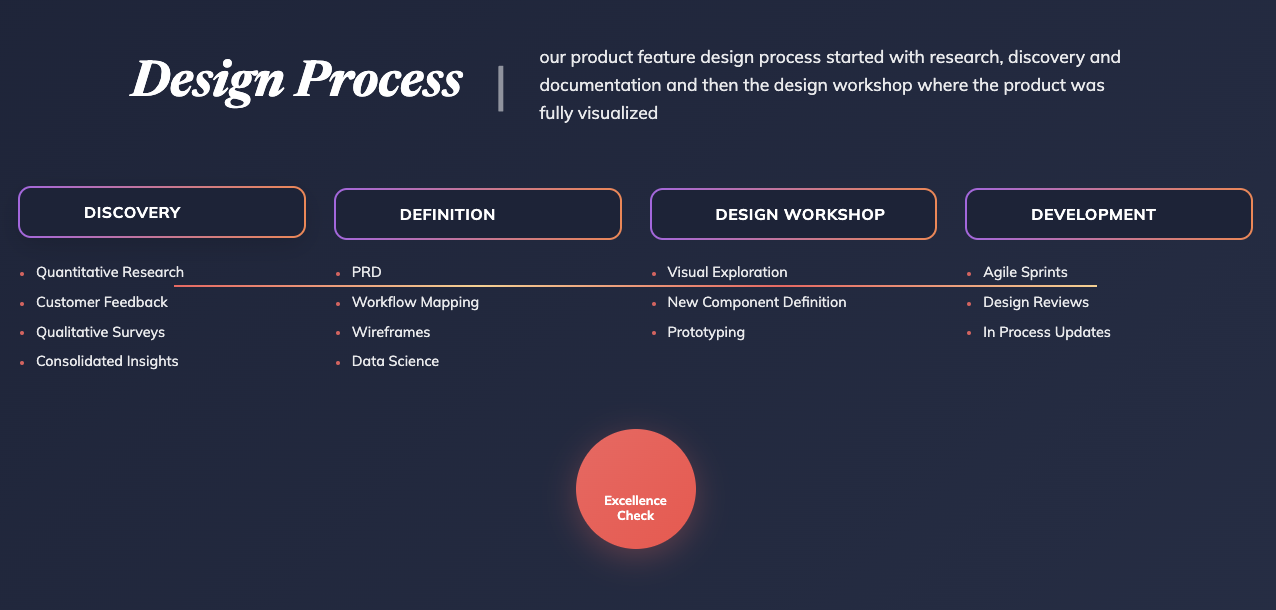 Design Process
our product feature design process started with research, discovery and
documentation and then the design workshop where the product was
fully visualized
DISCOVERY
Quantitative Research
Customer Feedback
Qualitative Surveys
Consolidated Insights
DEFINITION
PRD
Workflow Mapping
Wireframes
Data Science
DESIGN WORKSHOP
Visual Exploration
New Component Definition
Prototyping
DEVELOPMENT
Agile Sprints
Design Reviews
In Process Updates
Excellence
Check